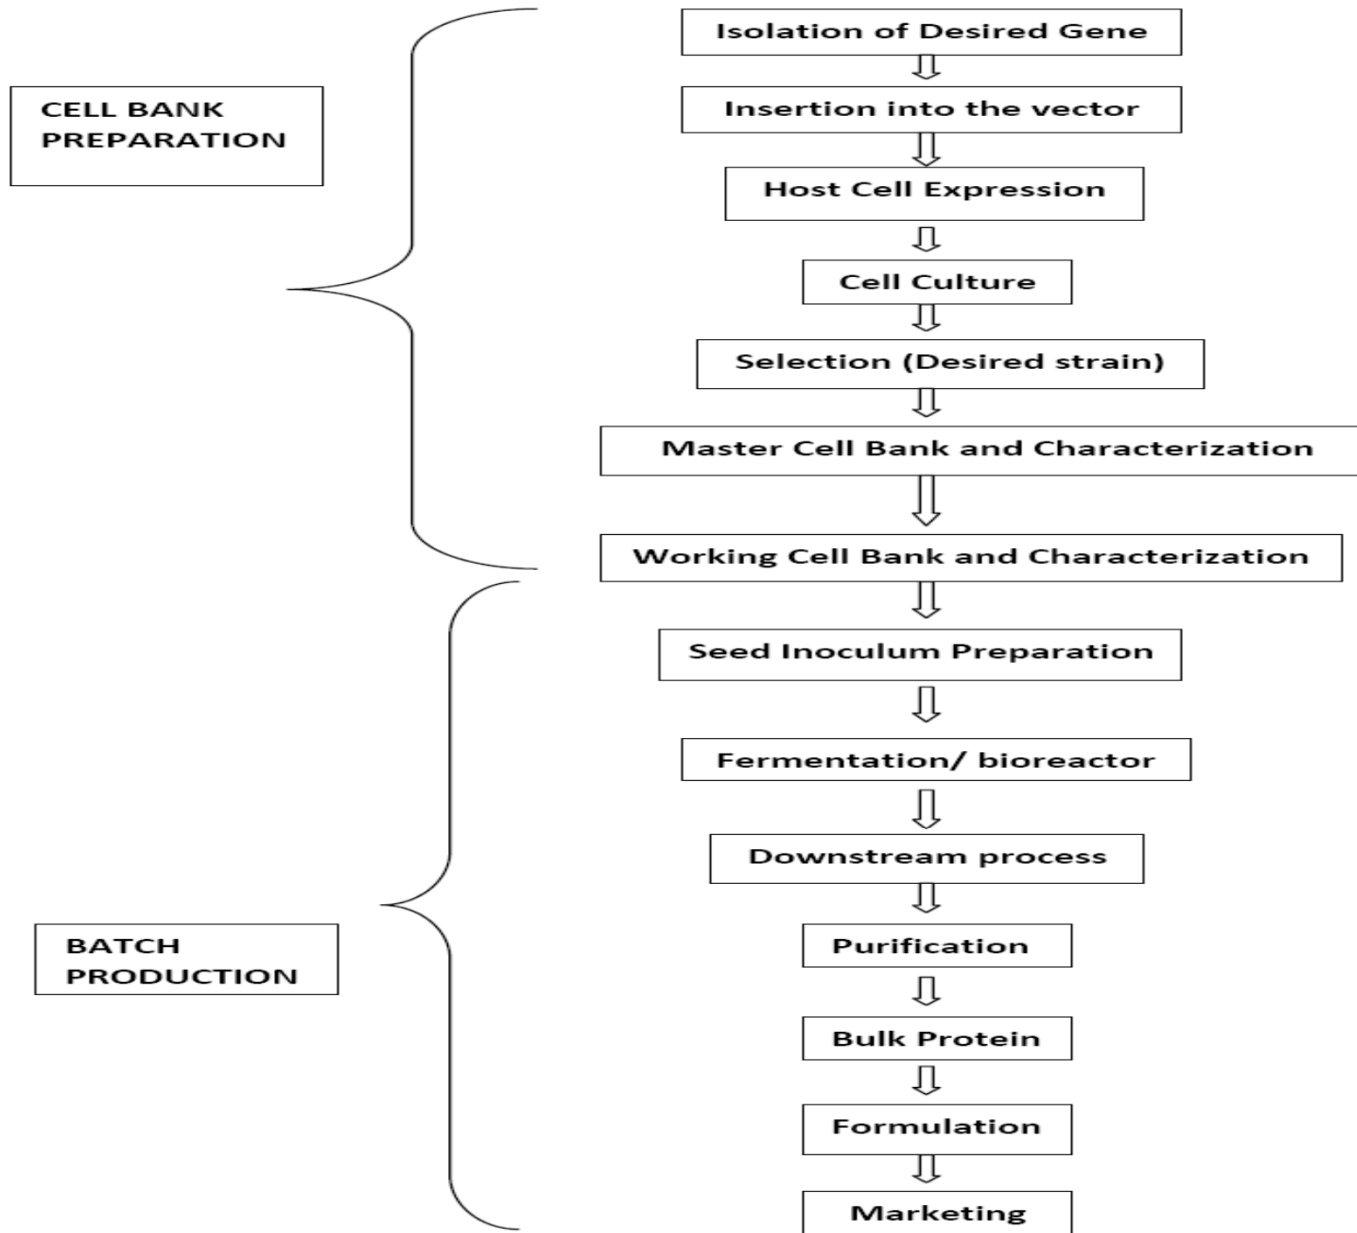 Isolation of Desired Gene
CELL BANK
PREPARATION
Insertion into the vector
Host Cell Expression
Cell Culture
Selection (Desired strain)
Master Cell Bank and Characterization
Working Cell Bank and Characterization
Seed Inoculum Preparation
Fermentation/ bioreactor
Downstream process
BATCH
PRODUCTION
Purification
Bulk Protein
Formulation
Marketing